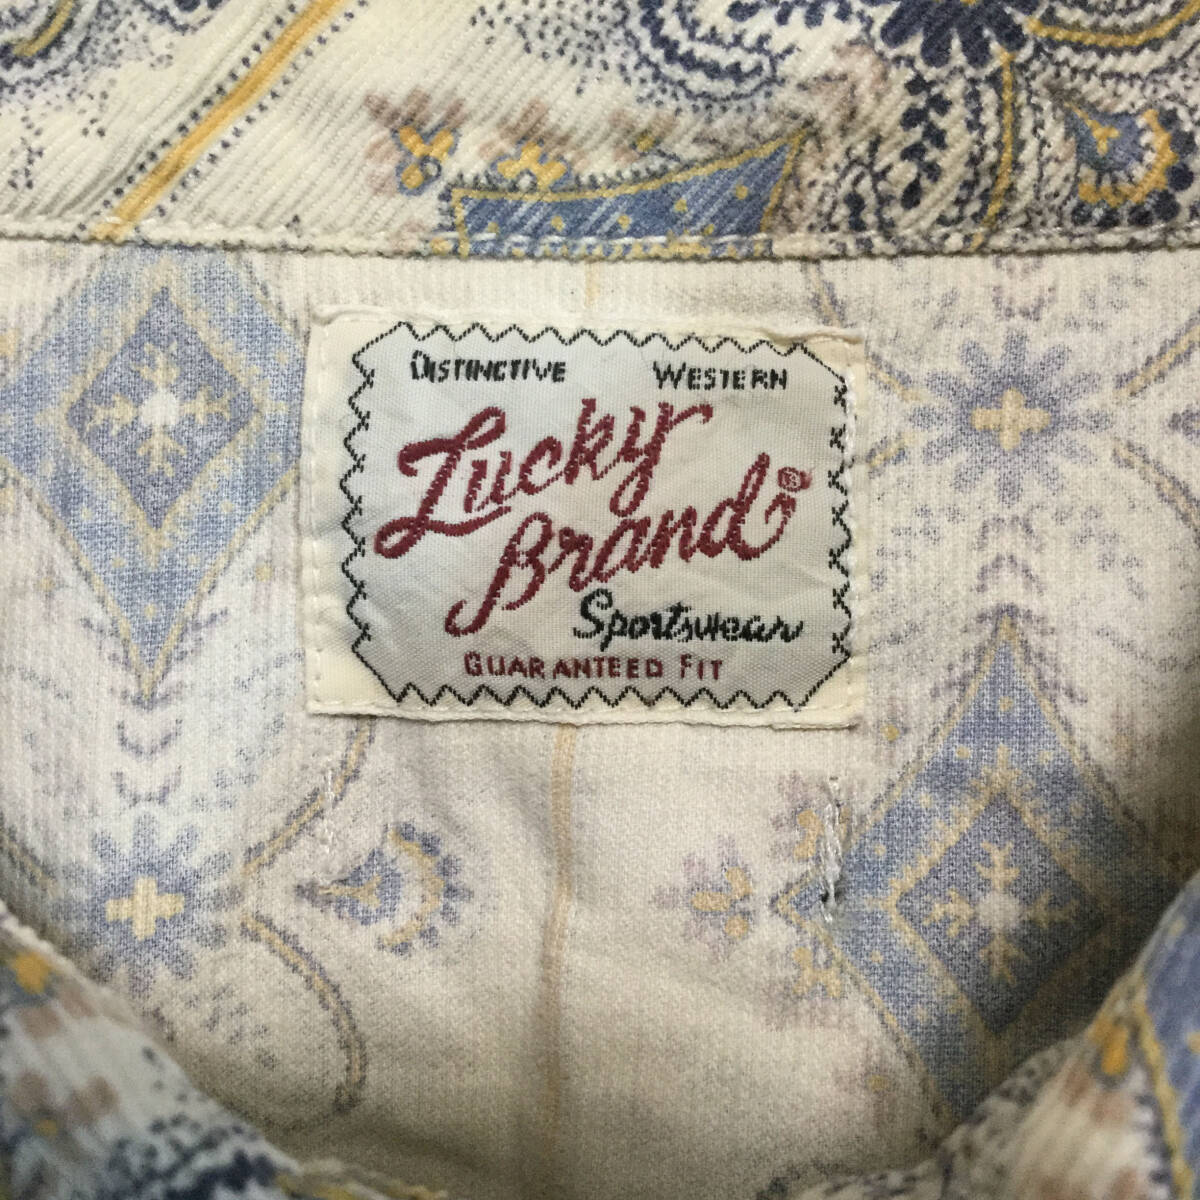 DISTINCTIVE WESTERN
Lucky
Brand®
Sportswear
GUARANTEED FIT